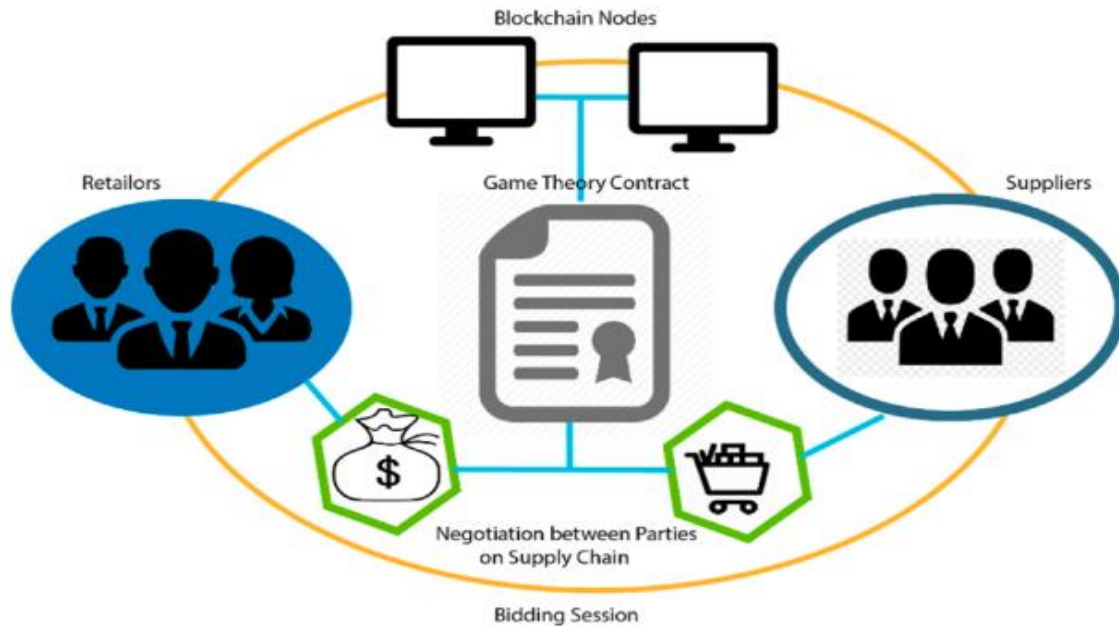 Blockchain Nodes
Retailors
Game Theory Contract
Suppliers
$
Negotiation between Parties
on Supply Chain
Bidding Session